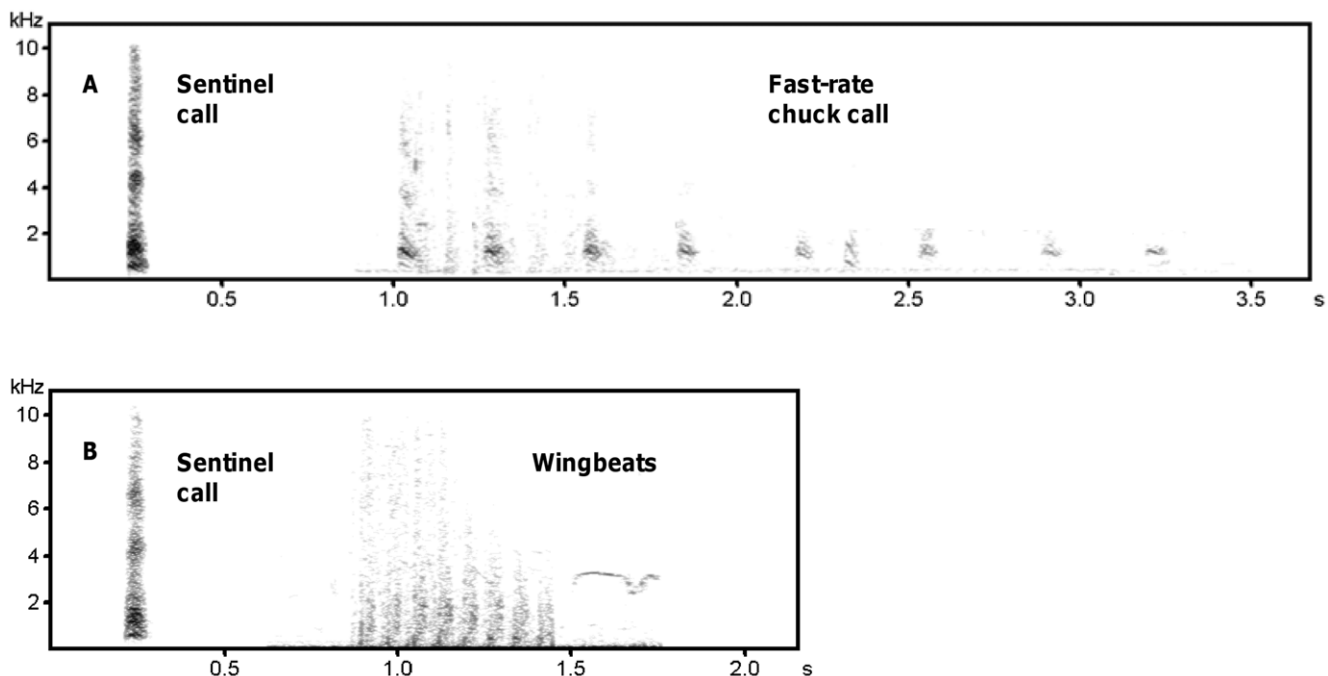 kHz
10
A Sentinel Fast-rate
8
call chuck call
6
4
2
0.5 1.0 1.5 2.0 2.5 3.0 3.5 s
kHz
10
B Sentinel Wingbeats
8
call
6
4
2
0.5 1.0 1.5 2.0 s